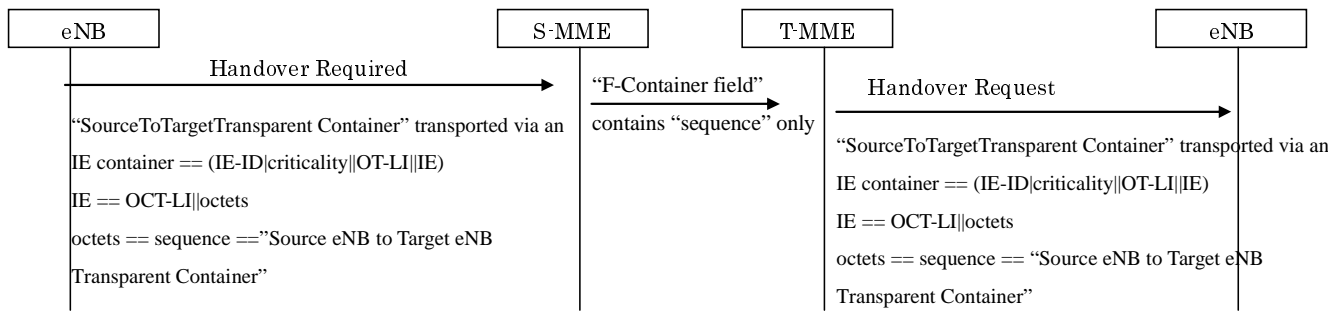 eNB
S-MME
T-MME
eNB
Handover Required
“SourceToTargetTransparent Container” transported via an
IE container == (IE-ID|criticality||OT-LI||IE)
IE == OCT-LI||octets
octets == sequence ==”Source eNB to Target eNB
Transparent Container”
“F-Container field”
contains “sequence” only
Handover Request
“SourceToTargetTransparent Container” transported via an
IE container == (IE-ID|criticality||OT-LI||IE)
IE == OCT-LI||octets
octets == sequence == “Source eNB to Target eNB
Transparent Container”